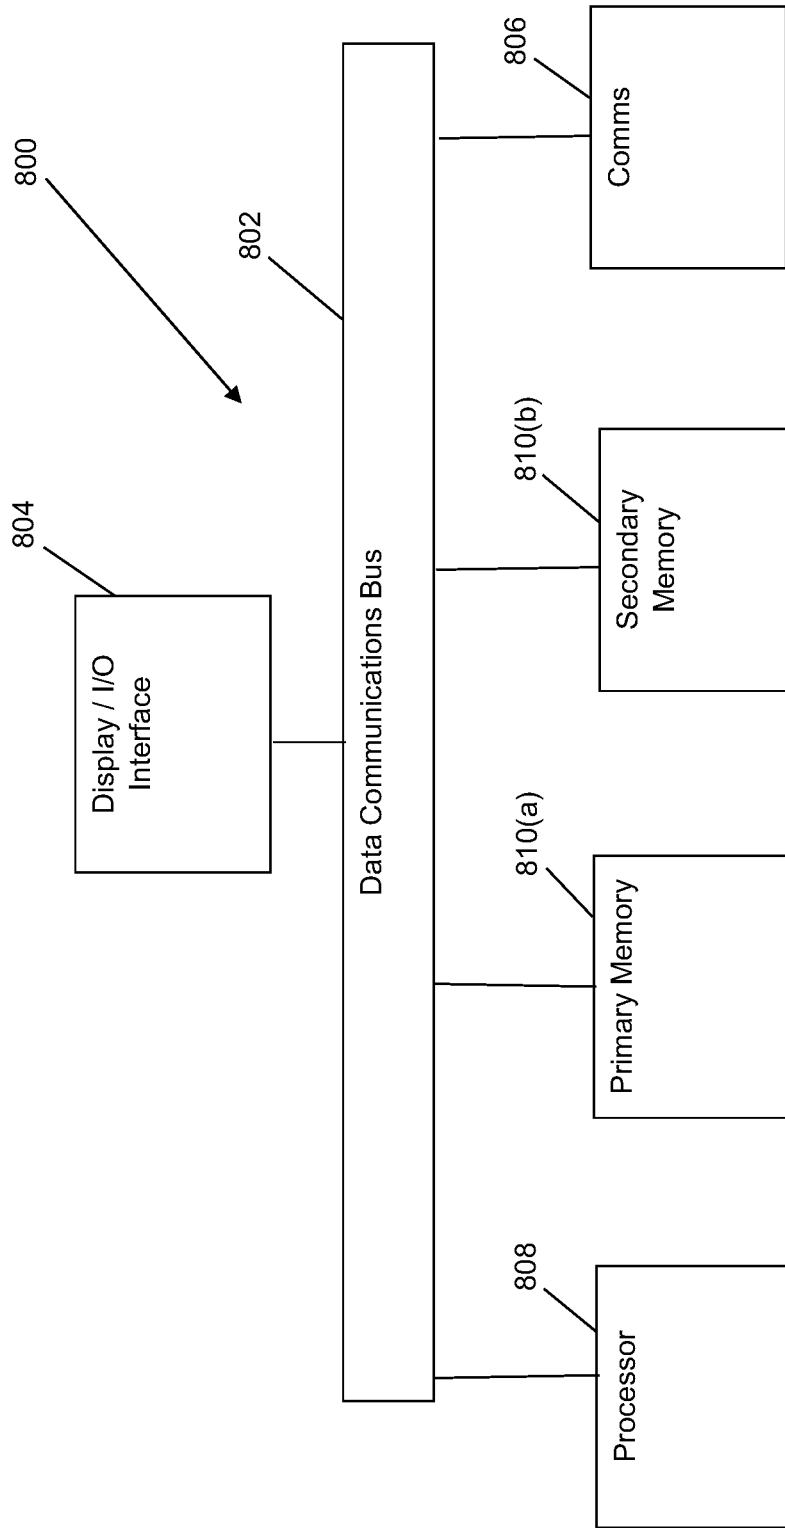 800
804
Display / I/O
Interface
802
Data Communications Bus
808
Processor
810(a)
Primary Memory
810(b)
Secondary
Memory
806
Comms